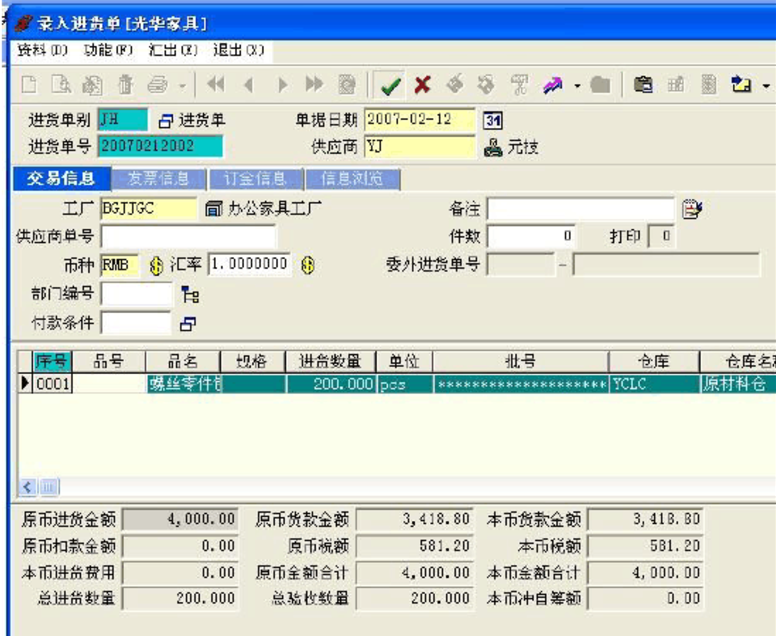 录入进货单[光华家具]
资料(D) 功能(F) 汇出(E) 退出(X)
进货单别 JH 进货单 单据日期 2007-02-12 31
进货单号 20070212002 供应商 YJ 元技
交易信息 发票信息 订金信息 信息浏览
工厂 BGJJGC 办公家具工厂 备注
供应商单号 件数 0 打印 0
币种 RMB 汇率 1.0000000 委外进货单号 -
部门编号
付款条件
序号 品号 品名 规格 进货数量 单位 批号 仓库 仓库名
0001 螺丝零件 200.000 pcs ******************** YCLC 原材料仓
原币进货金额 4,000.00 原币货款金额 3,418.80 本币货款金额 3,418.80
原币扣款金额 0.00 原币税额 581.20 本币税额 581.20
本币进货费用 0.00 原币金额合计 4,000.00 本币金额合计 4,000.00
总进货数量 200.000 总验收数量 200.000 本币冲自筹额 0.00